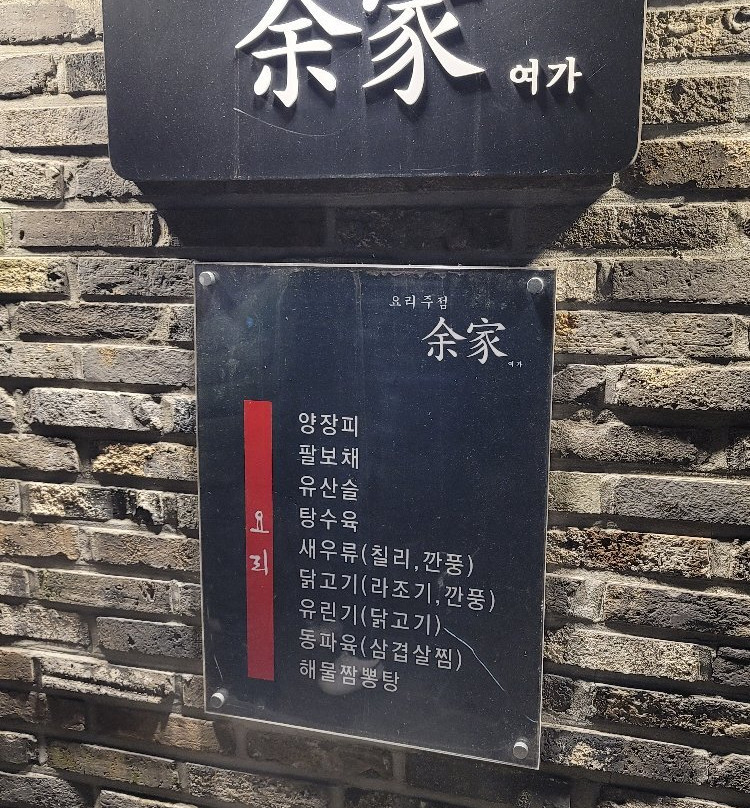 余家 여가
요리주점
余家 여가
요리
양장피
팔보채
유산슬
탕수육
새우류(칠리,깐풍)
닭고기(라조기,깐풍)
유린기(닭고기)
동파육(삼겹살찜)
해물짬뽕탕